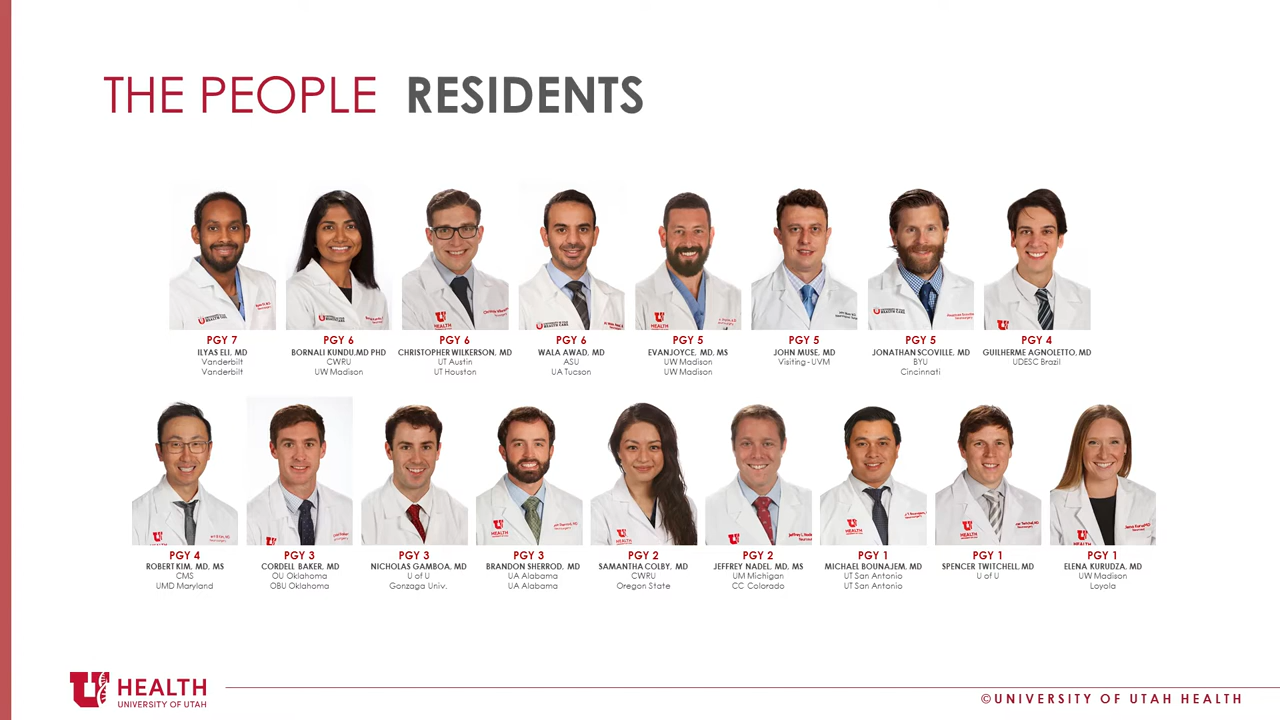 THE PEOPLE RESIDENTS
PGY 7
ILYAS ELI, MD
Vanderbilt
Vanderbilt
PGY 6
BORNALI KUNDU,MD PHD
CWRU
UW Madison
PGY 6
CHRISTOPHER WILKERSON, MD
UT Austin
UT Houston
PGY 6
WALA AWAD, MD
ASU
UA Tucson
PGY 5
EVANJOYCE, MD, MS
UW Madison
UW Madison
PGY 5
JOHN MUSE, MD
Visiting-UVM
PGY 5
JONATHAN SCOVILLE, MD
BYU
Cincinnati
PGY 4
GUILHERME AGNOLETTO, MD
UDESC Brazil
PGY 4
ROBERT KIM, MD, MS
CMS
UMD Maryland
PGY 3
CORDELL BAKER, MD
OU Oklahoma
OBU Oklahoma
PGY 3
NICHOLAS GAMBOA, MD
U of U
Gonzaga Univ.
PGY 3
BRANDON SHERROD, MD
UA Alabama
UA Alabama
PGY 2
SAMANTHA COLBY, MD
CWRU
Oregon State
PGY 2
JEFFREY NADEL, MD, MS
UM Michigan
CC Colorado
PGY 1
MICHAEL BOUNAJEM, MD
UT San Antonio
UT San Antonio
PGY 1
SPENCER TWITCHELL, MD
U of U
PGY 1
ELENA KURUDZA, MD
UW Madison
Loyola
U HEALTH
UNIVERSITY OF UTAH
©UNIVERSITY OF UTAH HEALTH